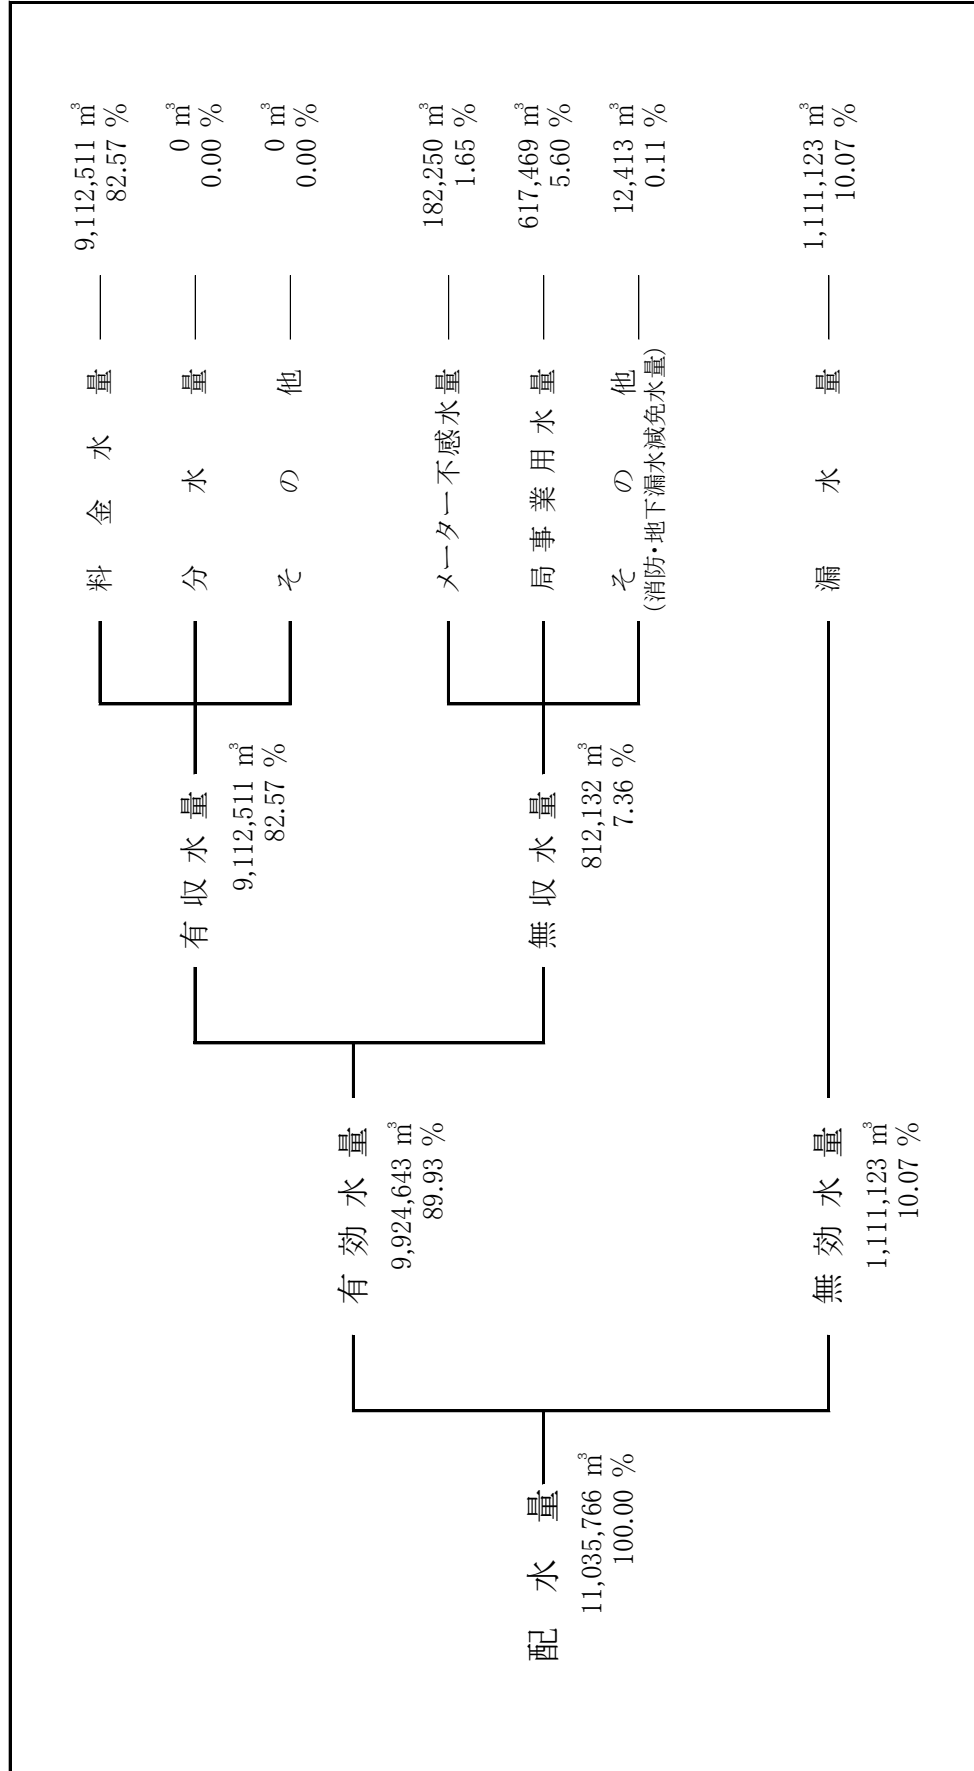 配水量
11,035,766 m³
100.00 %
有効水量
9,924,643 m³
89.93 %
有収水量
9,112,511 m³
82.57 %
料金水量 9,112,511 m³
82.57 %
分水量 0 m³
0.00 %
その他 0 m³
0.00 %
無収水量
812,132 m³
7.36 %
メーター不感水量 182,250 m³
1.65 %
局事業用水量 617,469 m³
5.60 %
その他 12,413 m³
(消防・地下漏水減免水量) 0.11 %
無効水量
1,111,123 m³
10.07 %
漏水量 1,111,123 m³
10.07 %